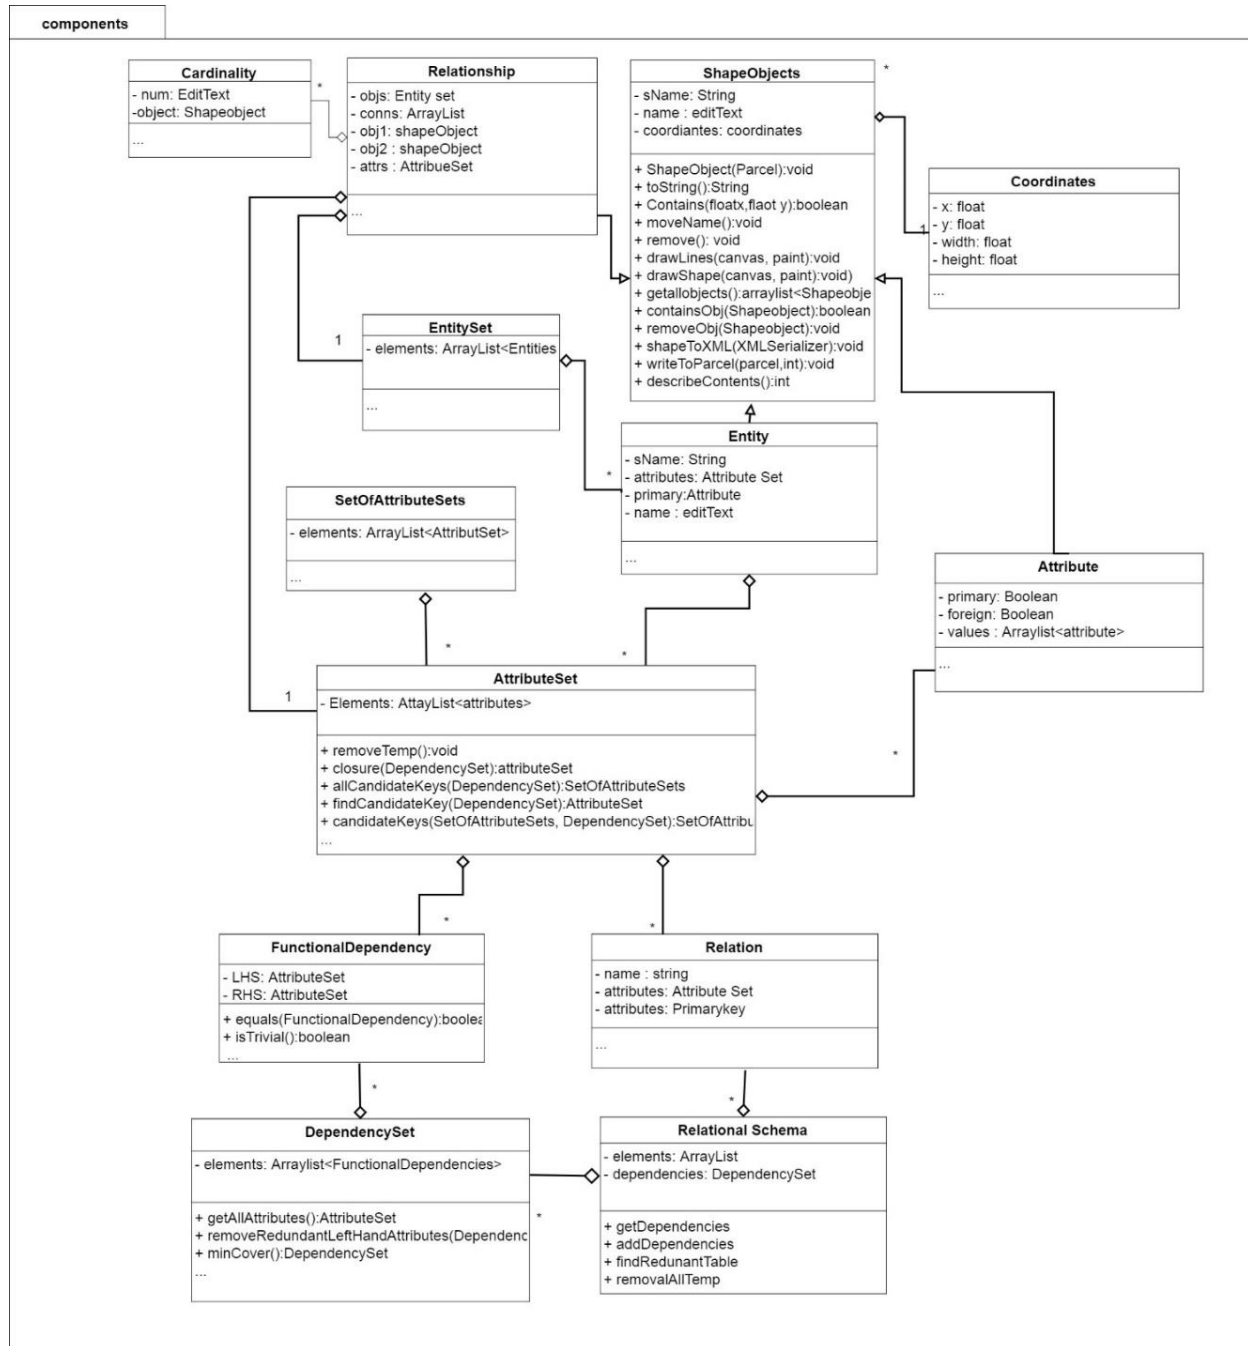 components
Cardinality
- num: EditText
-object: Shapeobject
...
*
Relationship
- objs: Entity set
- conns: ArrayList
- obj1: shapeObject
- obj2 : shapeObject
- attrs : AttribueSet
...
ShapeObjects
- sName: String
- name : editText
- coordiantes: coordinates
+ ShapeObject(Parcel):void
+ toString():String
+ Contains(floatx,flaot y):boolean
+ moveName():void
+ remove(): void
+ drawLines(canvas, paint):void
+ drawShape(canvas, paint):void)
+ getallobjects():arraylist<Shapeobje
+ containsObj(Shapeobject):boolean
+ removeObj(Shapeobject):void
+ shapeToXML(XMLSerializer):void
+ writeToParcel(parcel,int):void
+ describeContents():int
*
1
Coordinates
- x: float
- y: float
- width: float
- height: float
...
1
EntitySet
- elements: ArrayList<Entities
...
*
Entity
- sName: String
- attributes: Attribute Set
- primary:Attribute
- name : editText
...
SetOfAttributeSets
- elements: ArrayList<AttributSet>
...
*
*
Attribute
- primary: Boolean
- foreign: Boolean
- values : Arraylist<attribute>
...
*
1
AttributeSet
- Elements: AttayList<attributes>
+ removeTemp():void
+ closure(DependencySet):attributeSet
+ allCandidateKeys(DependencySet):SetOfAttributeSets
+ findCandidateKey(DependencySet):AttributeSet
+ candidateKeys(SetOfAttributeSets, DependencySet):SetOfAttribu
...
*
*
FunctionalDependency
- LHS: AttributeSet
- RHS: AttributeSet
+ equals(FunctionalDependency):boolea
+ isTrivial():boolean
...
Relation
- name : string
- attributes: Attribute Set
- attributes: Primarykey
...
*
*
DependencySet
- elements: Arraylist<FunctionalDependencies>
+ getAllAttributes():AttributeSet
+ removeRedundantLeftHandAttributes(Dependenc
+ minCover():DependencySet
...
*
Relational Schema
- elements: ArrayList
- dependencies: DependencySet
+ getDependencies
+ addDependencies
+ findRedunantTable
+ removalAllTemp